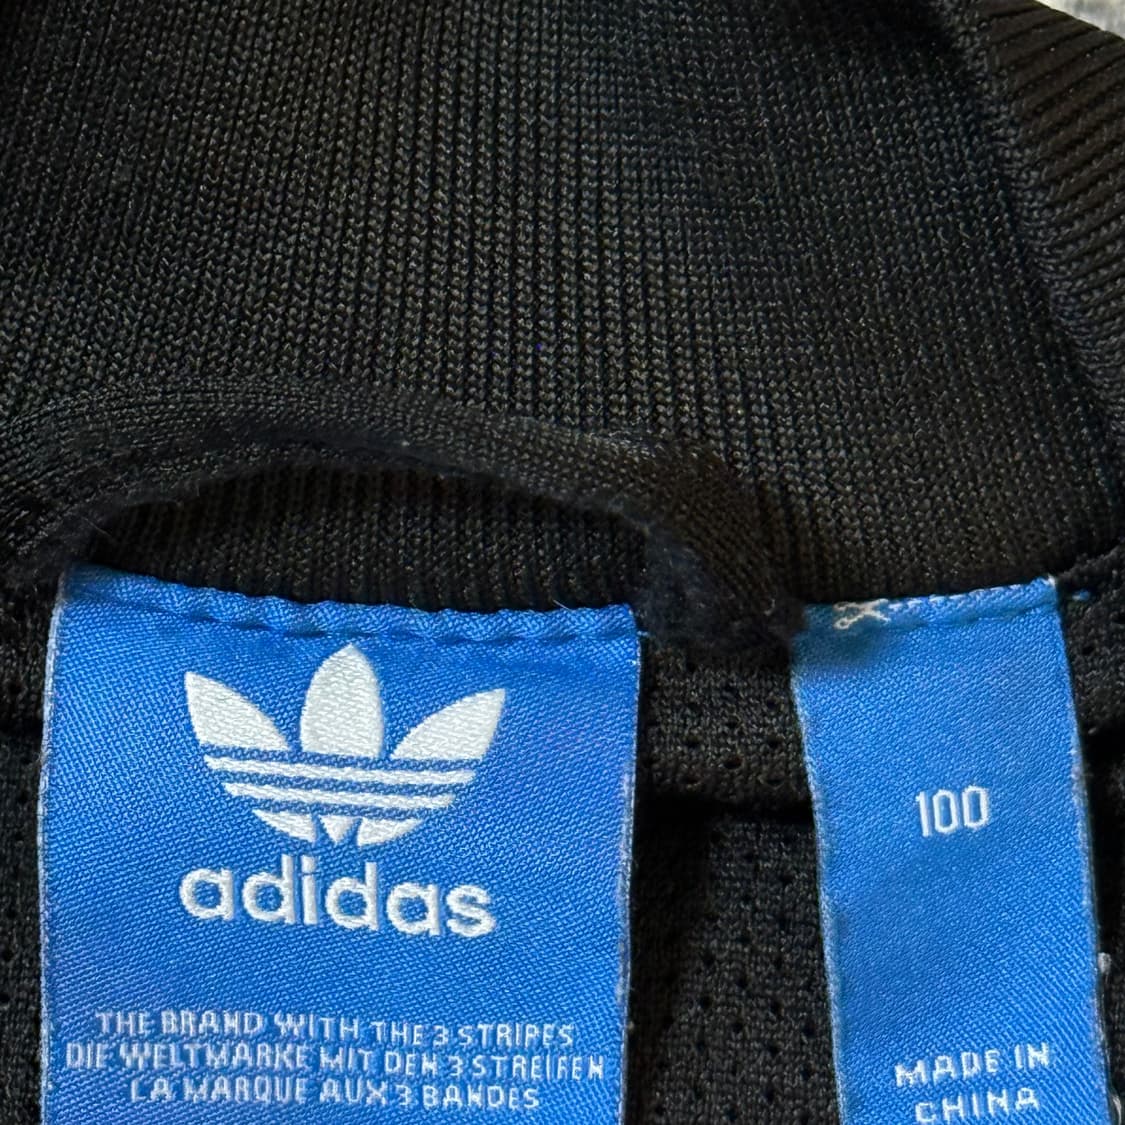 adidas
THE BRAND WITH THE 3 STRIPES
DIE WELTMARKE MIT DEN 3 STREIFEN
LA MARQUE AUX 3 BANDES
100
MADE IN
CHINA